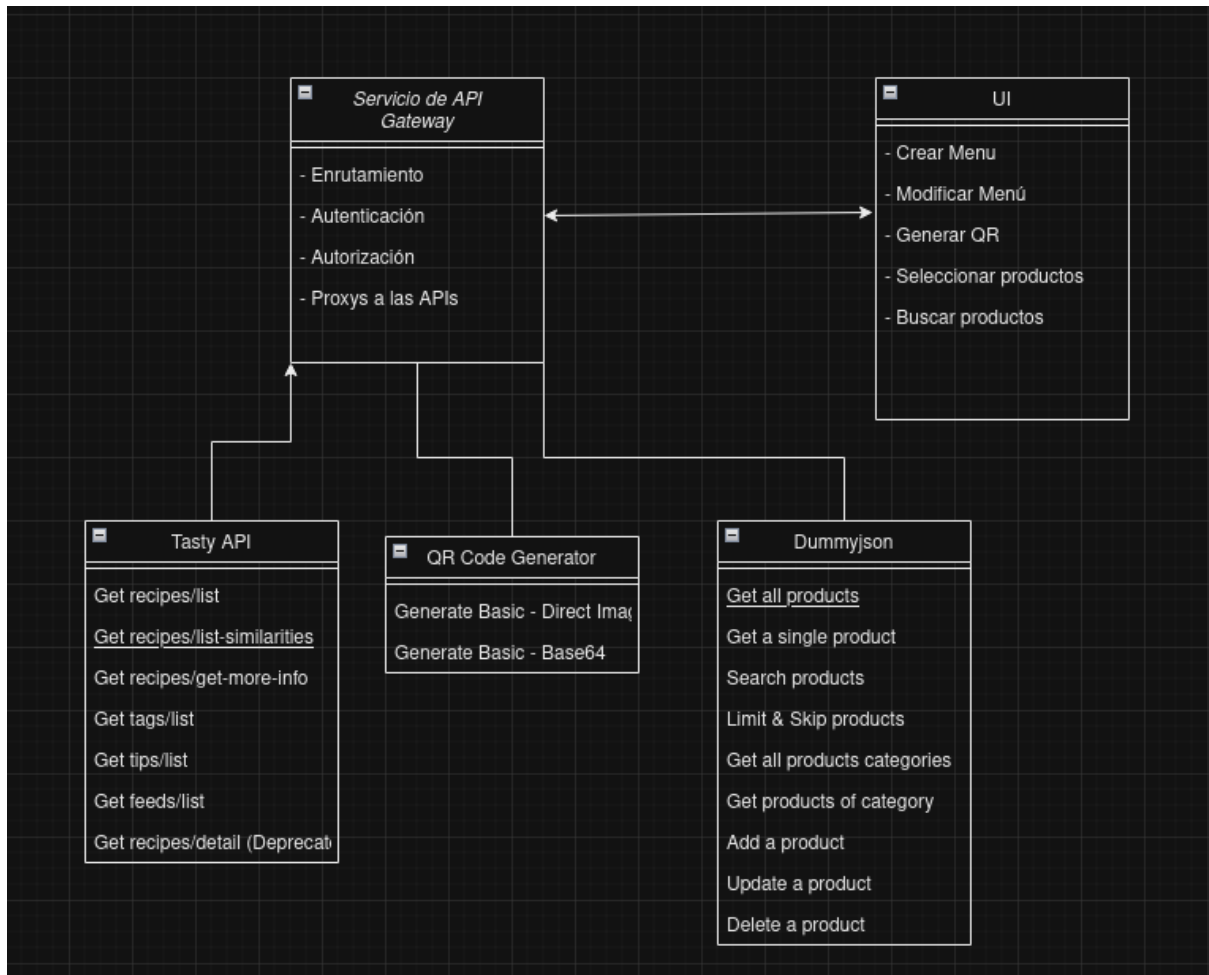 Servicio de API
Gateway
- Enrutamiento
- Autenticación
- Autorización
- Proxys a las APIs
UI
- Crear Menu
- Modificar Menú
- Generar QR
- Seleccionar productos
- Buscar productos
Tasty API
Get recipes/list
Get recipes/list-similarities
Get recipes/get-more-info
Get tags/list
Get tips/list
Get feeds/list
Get recipes/detail
QR Code Generator
Generate Basic - Direct
Generate Basic - Base64
Dummyjson
Get all products
Get a single product
Search products
Limit & Skip products
Get all products categories
Get products of category
Add a product
Update a product
Delete a product